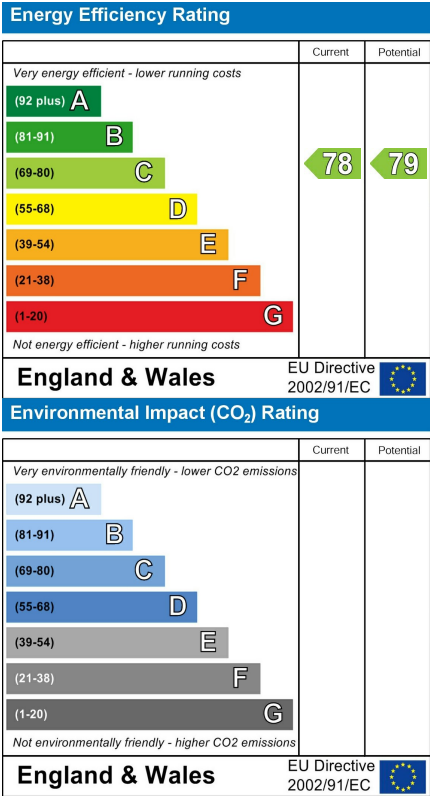 Energy Efficiency Rating
Current Potential
Very energy efficient - lower running costs
(92 plus) A
(81-91) B
(69-80) C
78 79
(55-68) D
(39-54) E
(21-38) F
(1-20) G
Not energy efficient - higher running costs
England & Wales
EU Directive
2002/91/EC
Environmental Impact (CO₂) Rating
Current Potential
Very environmentally friendly - lower CO2 emissions
(92 plus) A
(81-91) B
(69-80) C
(55-68) D
(39-54) E
(21-38) F
(1-20) G
Not environmentally friendly - higher CO2 emissions
England & Wales
EU Directive
2002/91/EC